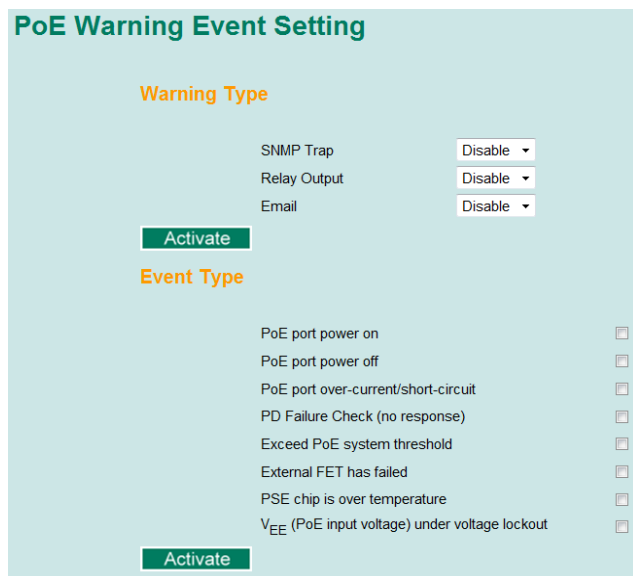 PoE Warning Event Setting
Warning Type
SNMP Trap Disable
Relay Output Disable
Email Disable
Activate
Event Type
PoE port power on
PoE port power off
PoE port over-current/short-circuit
PD Failure Check (no response)
Exceed PoE system threshold
External FET has failed
PSE chip is over temperature
VEE (PoE input voltage) under voltage lockout
Activate